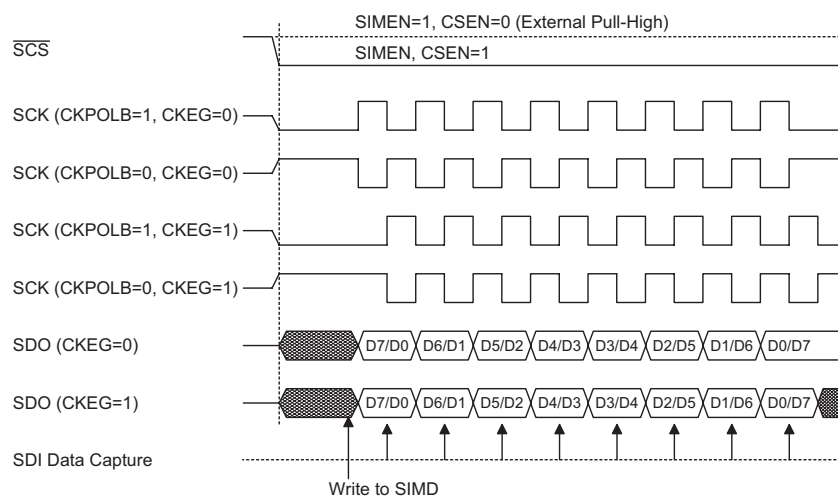 SIMEN=1, CSEN=0 (External Pull-High)
SCS
SIMEN, CSEN=1
SCK (CKPOLB=1, CKEG=0)
SCK (CKPOLB=0, CKEG=0)
SCK (CKPOLB=1, CKEG=1)
SCK (CKPOLB=0, CKEG=1)
SDO (CKEG=0) D7/D0 D6/D1 D5/D2 D4/D3 D3/D4 D2/D5 D1/D6 D0/D7
SDO (CKEG=1) D7/D0 D6/D1 D5/D2 D4/D3 D3/D4 D2/D5 D1/D6 D0/D7
SDI Data Capture
Write to SIMD